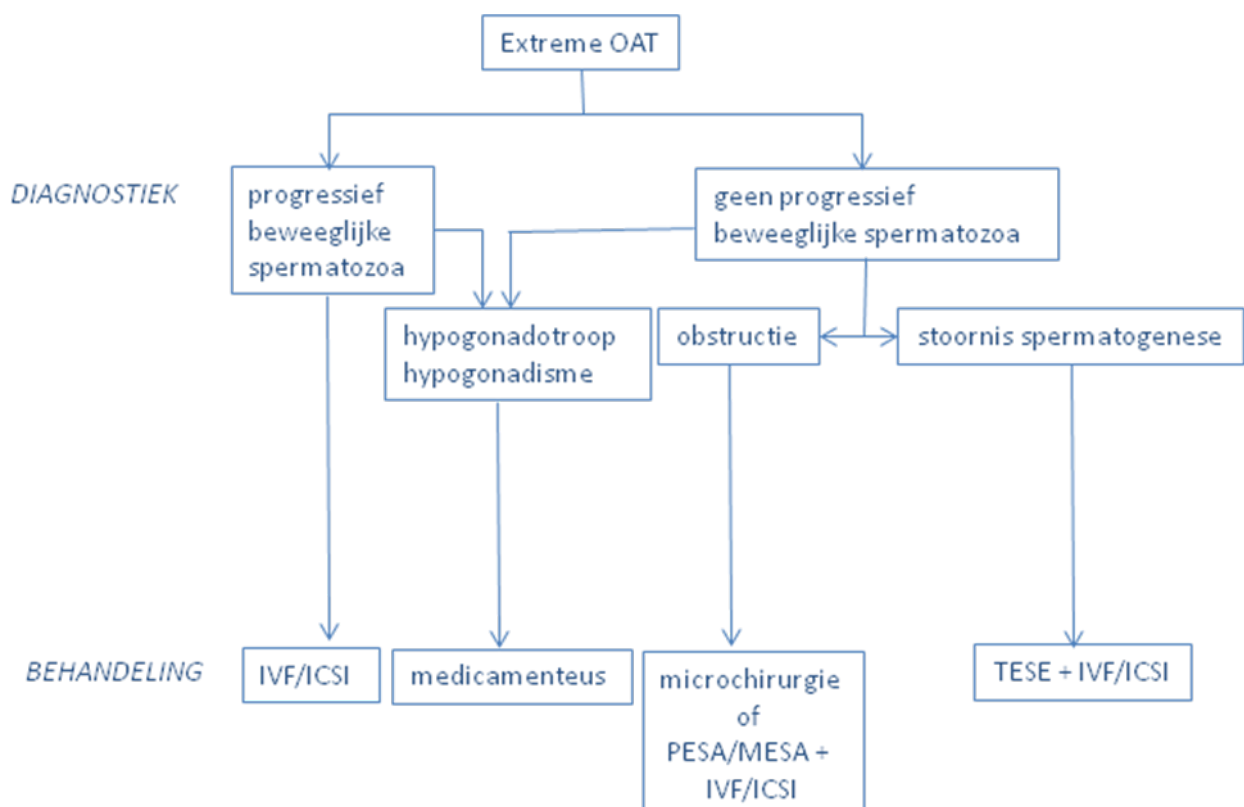 Extreme OAT
DIAGNOSTIEK
progressief
beweeglijke
spermatozoa
geen progressief
beweeglijke spermatozoa
hypogonadotroop
hypogonadisme
obstructie
stoornis spermatogenese
BEHANDELING
IVF/ICSI
medicamenteus
microchirurgie
of
PESA/MESA +
IVF/ICSI
TESE + IVF/ICSI